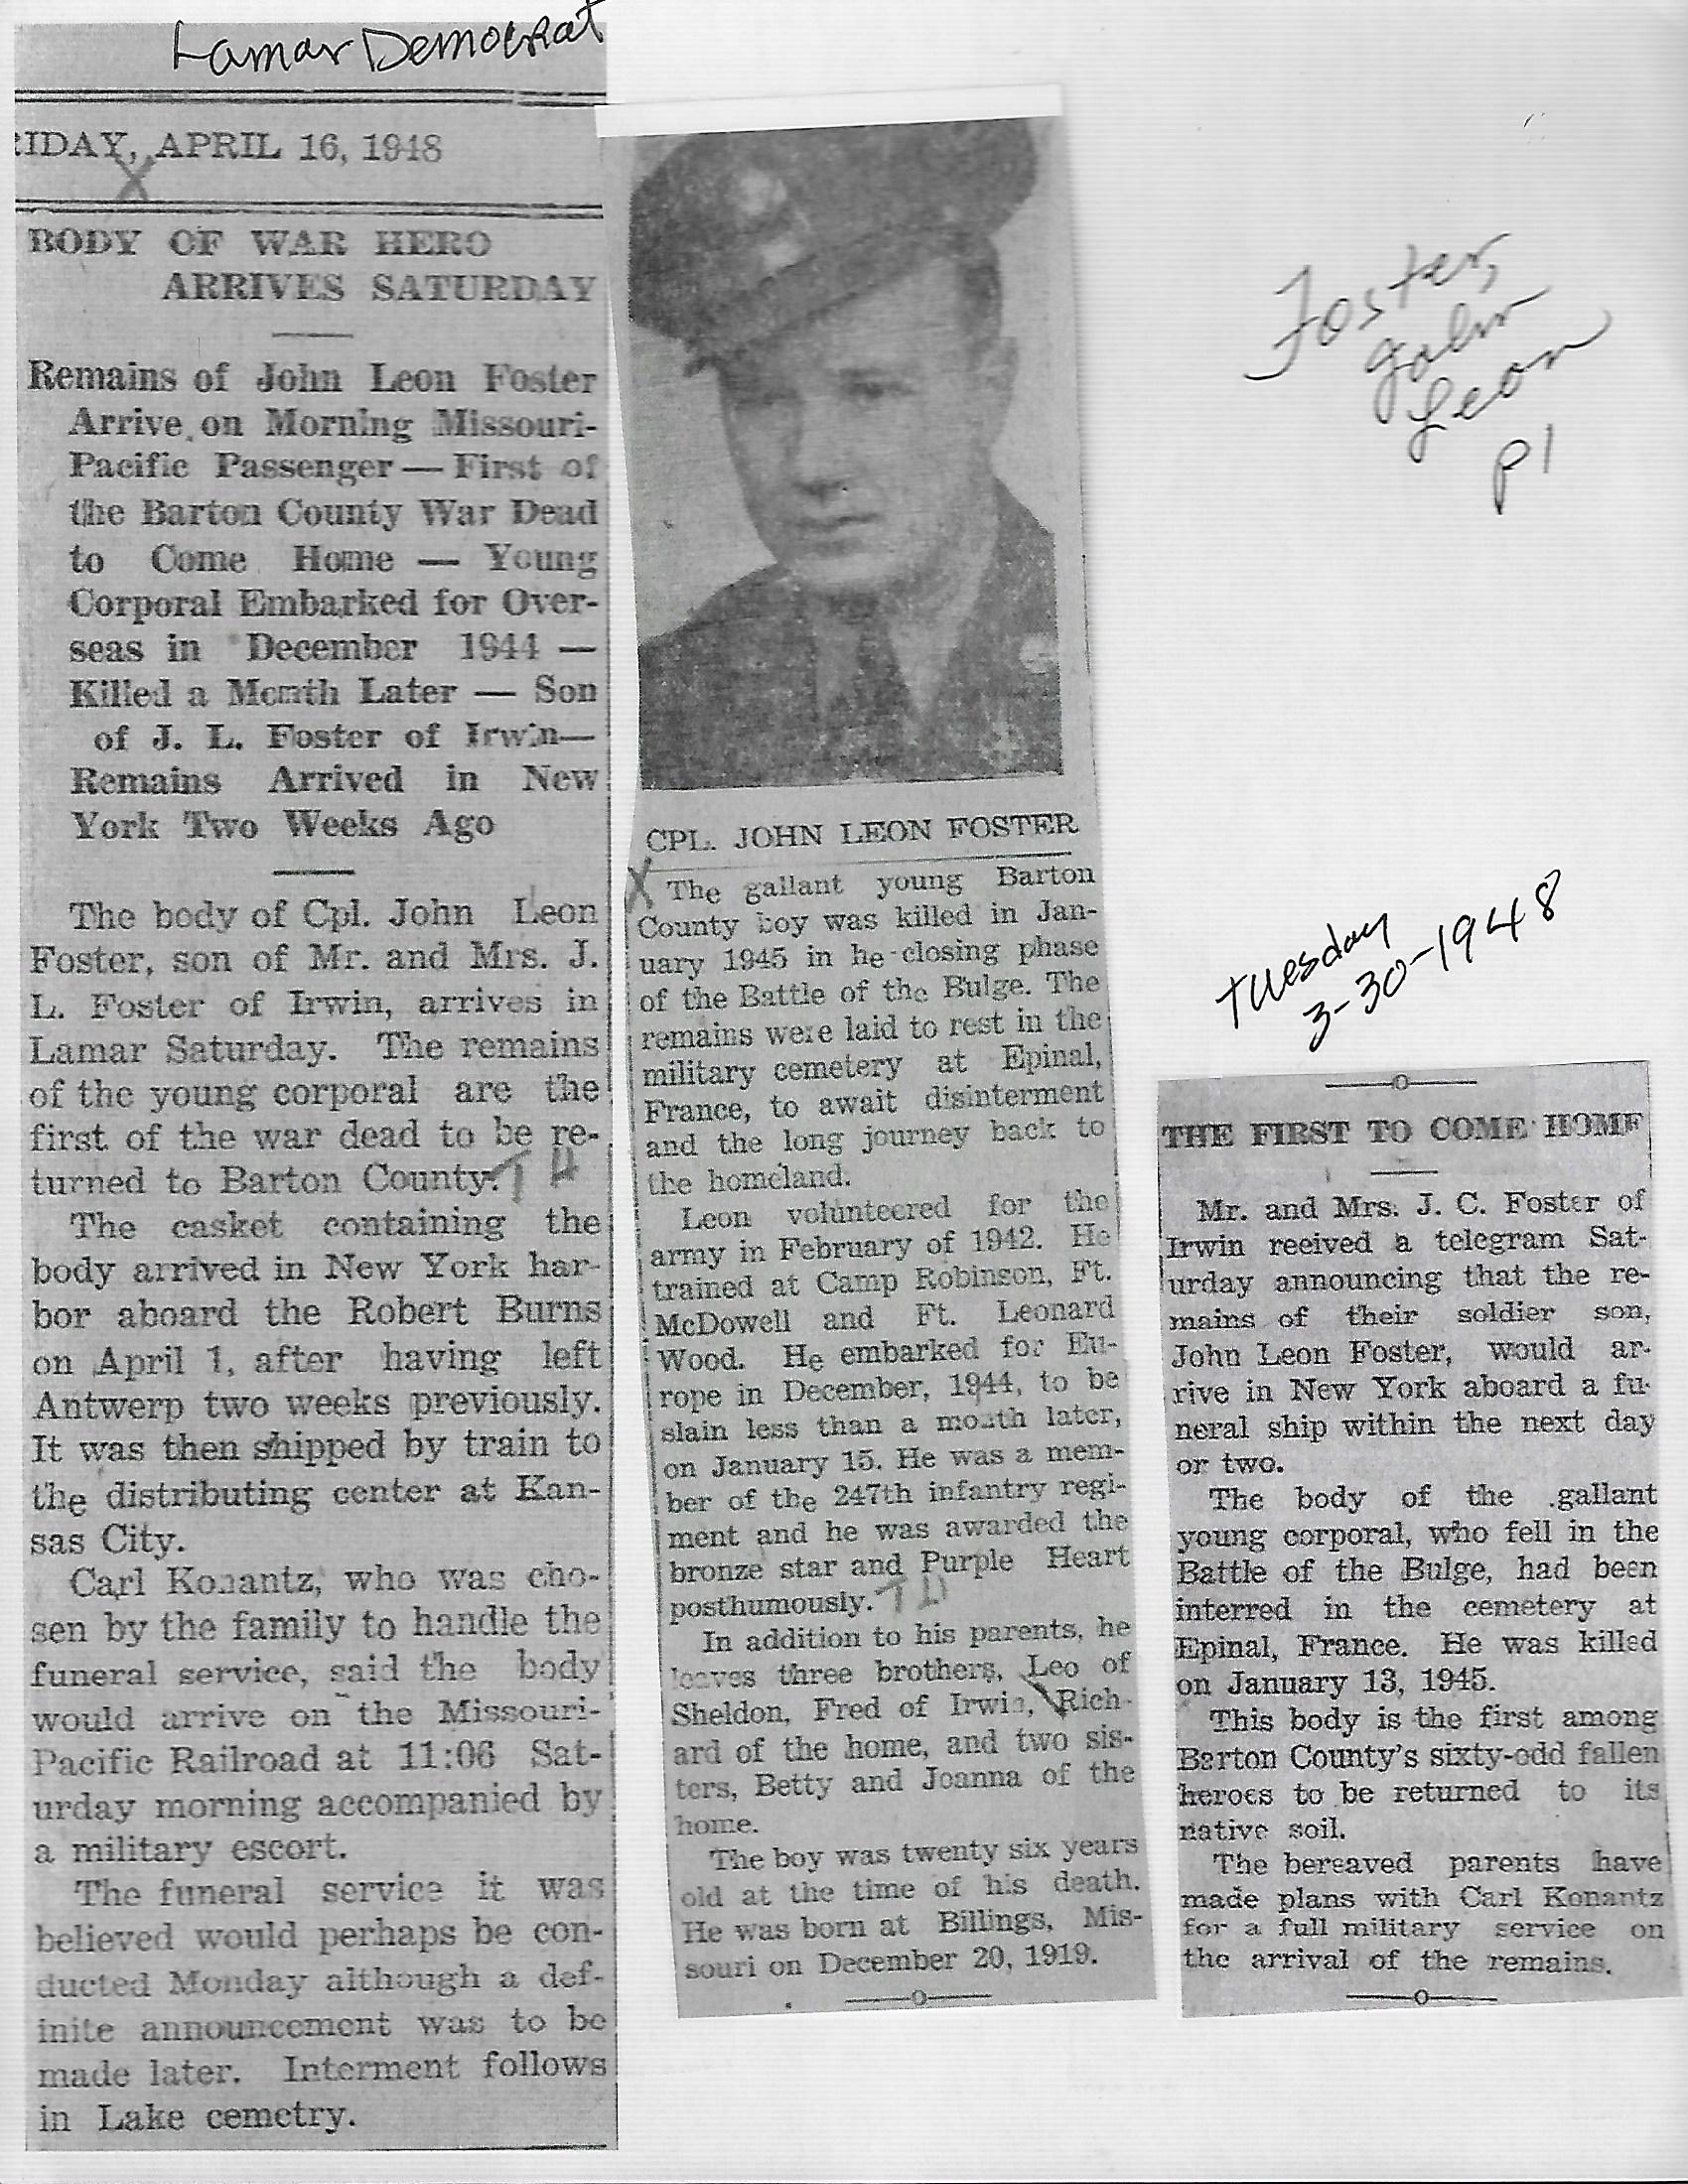 Lamar Democrat
RIDAY, APRIL 16, 1948
X
BODY OF WAR HERO
ARRIVES SATURDAY
Remains of John Leon Foster
Arrive on Morning Missouri-
Pacific Passenger — First of
the Barton County War Dead
to Come Home — Young
Corporal Embarked for Over-
seas in December 1944 —
Killed a Month Later — Son
of J. L. Foster of Irwin—
Remains Arrived in New
York Two Weeks Ago
The body of Cpl. John Leon
Foster, son of Mr. and Mrs. J.
L. Foster of Irwin, arrives in
Lamar Saturday. The remains
of the young corporal are the
first of the war dead to be re-
turned to Barton County.
The casket containing the
body arrived in New York har-
bor aboard the Robert Burns
on April 1, after having left
Antwerp two weeks previously.
It was then shipped by train to
the distributing center at Kan-
sas City.
Carl Konantz, who was cho-
sen by the family to handle the
funeral service, said the body
would arrive on the Missouri-
Pacific Railroad at 11:06 Sat-
urday morning accompanied by
a military escort.
The funeral service it was
believed would perhaps be con-
ducted Monday although a def-
inite announcement was to be
made later. Interment follows
in Lake cemetry.
CPL. JOHN LEON FOSTER
X
The gallant young Barton
County boy was killed in Jan-
uary 1945 in he closing phase
of the Battle of the Bulge. The
remains were laid to rest in the
military cemetery at Epinal,
France, to await disinterment
and the long journey back to
the homeland.
Leon volunteered for the
army in February of 1942. He
trained at Camp Robinson, Ft.
McDowell and Ft. Leonard
Wood. He embarked for Eu-
rope in December, 1944, to be
slain less than a month later,
on January 15. He was a mem-
ber of the 247th infantry regi-
ment and he was awarded the
bronze star and Purple Heart
posthumously.
In addition to his parents, he
leaves three brothers, Leo of
Sheldon, Fred of Irwin, Rich-
ard of the home, and two sis-
ters, Betty and Joanna of the
home.
The boy was twenty six years
old at the time of his death.
He was born at Billings, Mis-
souri on December 20, 1919.
Foster,
John
Leon
p1
Tuesday
3-30-1948
THE FIRST TO COME HOME
Mr. and Mrs. J. C. Foster of
Irwin reeived a telegram Sat-
urday announcing that the re-
mains of their soldier son,
John Leon Foster, would ar-
rive in New York aboard a fu-
neral ship within the next day
or two.
The body of the gallant
young corporal, who fell in the
Battle of the Bulge, had been
interred in the cemetery at
Epinal, France. He was killed
on January 13, 1945.
This body is the first among
Barton County's sixty-odd fallen
heroes to be returned to its
native soil.
The bereaved parents have
made plans with Carl Konantz
for a full military service on
the arrival of the remains.